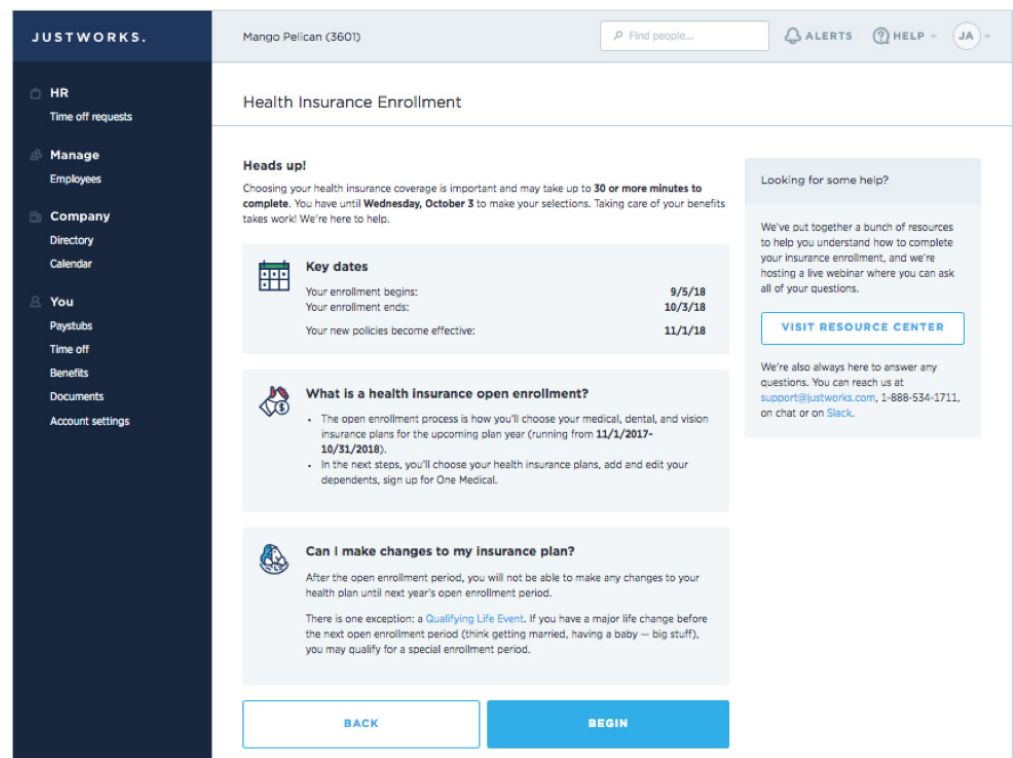 JUSTWORKS.
Mango Pelican (3601)
Find people...
ALERTS
HELP
JA
HR
Time off requests
Manage
Employees
Company
Directory
Calendar
You
Paystubs
Time off
Benefits
Documents
Account settings
Health Insurance Enrollment
Heads up!
Choosing your health insurance coverage is important and may take up to 30 or more minutes to
complete. You have until Wednesday, October 3 to make your selections. Taking care of your benefits
takes work! We're here to help.
Key dates
Your enrollment begins: 9/5/18
Your enrollment ends: 10/3/18
Your new policies become effective: 11/1/18
What is a health insurance open enrollment?
• The open enrollment process is how you'll choose your medical, dental, and vision
insurance plans for the upcoming plan year (running from 11/1/2017-
10/31/2018).
• In the next steps, you'll choose your health insurance plans, add and edit your
dependents, sign up for One Medical.
Can I make changes to my insurance plan?
After the open enrollment period, you will not be able to make any changes to your
health plan until next year's open enrollment period.
There is one exception: a Qualifying Life Event. If you have a major life change before
the next open enrollment period (think getting married, having a baby — big stuff),
you may qualify for a special enrollment period.
BACK
BEGIN
Looking for some help?
We've put together a bunch of resources
to help you understand how to complete
your insurance enrollment, and we're
hosting a live webinar where you can ask
all of your questions.
VISIT RESOURCE CENTER
We're also always here to answer any
questions. You can reach us at
support@justworks.com, 1-888-534-1711,
on chat or on Slack.